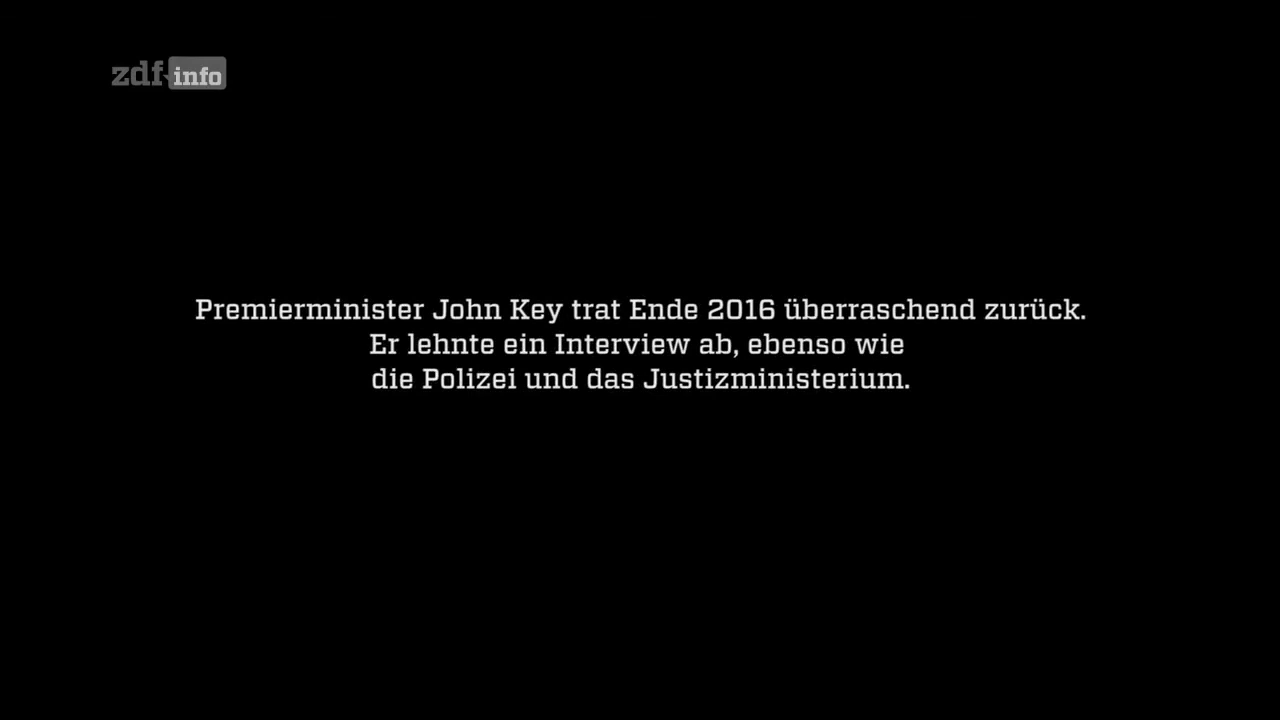 zdf info
Premierminister John Key trat Ende 2016 überraschend zurück.
Er lehnte ein Interview ab, ebenso wie
die Polizei und das Justizministerium.